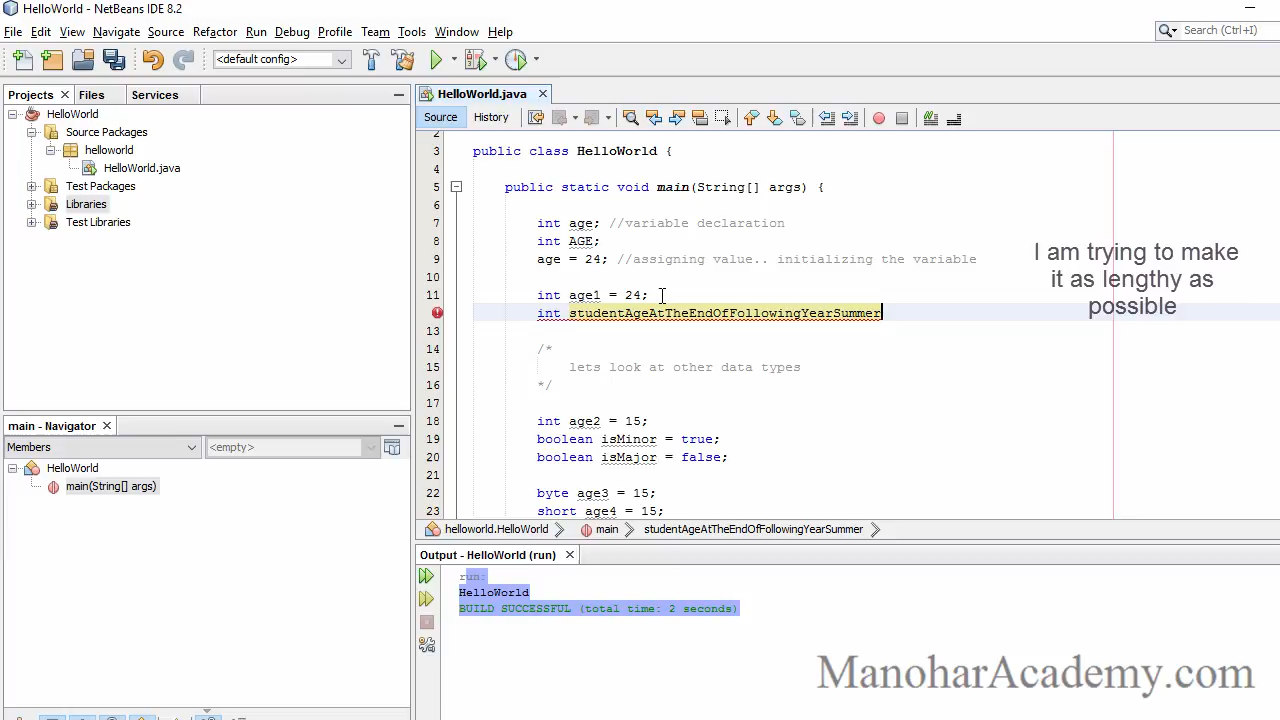 HelloWorld - NetBeans IDE 8.2
File Edit View Navigate Source Refactor Run Debug Profile Team Tools Window Help
Search (Ctrl+I)
<default config>
Projects Files Services
HelloWorld
Source Packages
helloworld
HelloWorld.java
Test Packages
Libraries
Test Libraries
main - Navigator
Members <empty>
HelloWorld
main(String[] args)
HelloWorld.java
Source History
2
3 public class HelloWorld {
4
5 public static void main(String[] args) {
6
7 int age; //variable declaration
8 int AGE;
9 age = 24; //assigning value.. initializing the variable
10
11 int age1 = 24;
int studentAgeAtTheEndOfFollowingYearSummer
13
14 /*
15 lets look at other data types
16 */
17
18 int age2 = 15;
19 boolean isMinor = true;
20 boolean isMajor = false;
21
22 byte age3 = 15;
23 short age4 = 15;
I am trying to make
it as lengthy as
possible
helloworld.HelloWorld main studentAgeAtTheEndOfFollowingYearSummer
Output - HelloWorld (run)
run:
HelloWorld
BUILD SUCCESSFUL (total time: 2 seconds)
ManoharAcademy.com